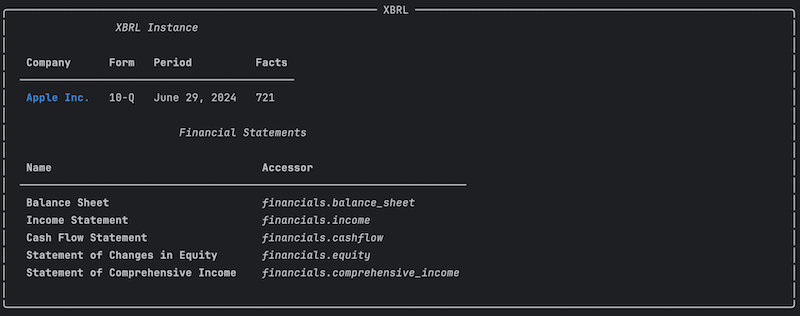 XBRL
XBRL Instance
Company Form Period Facts
Apple Inc. 10-Q June 29, 2024 721
Financial Statements
Name Accessor
Balance Sheet financials.balance_sheet
Income Statement financials.income
Cash Flow Statement financials.cashflow
Statement of Changes in Equity financials.equity
Statement of Comprehensive Income financials.comprehensive_income